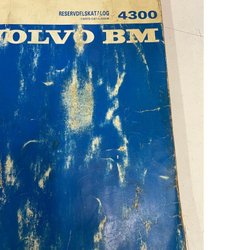 RESERVDELSKATALOG 4300
VOLVO BM